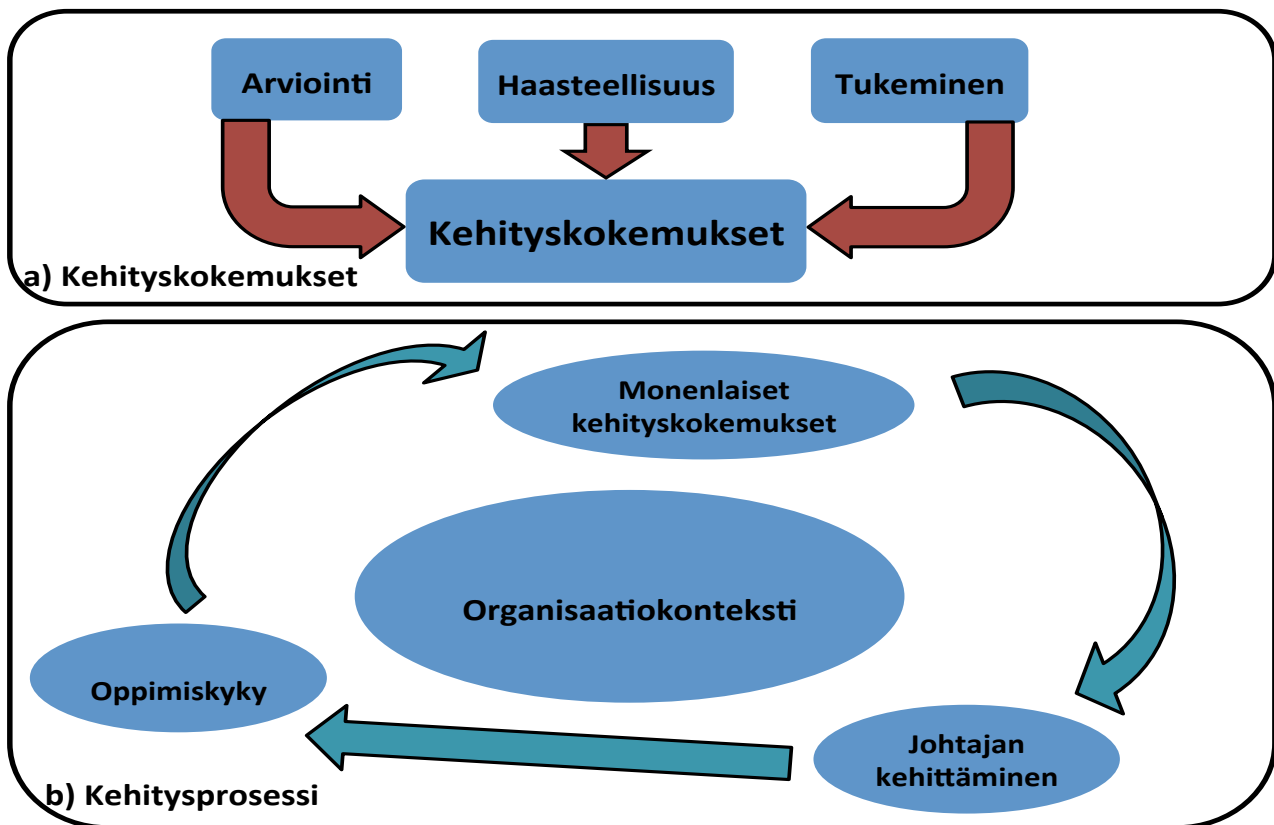 Arviointi
Haasteellisuus
Tukeminen
Kehityskokemukset
a) Kehityskokemukset
Monenlaiset
kehityskokemukset
Organisaatiokonteksti
Oppimiskyky
Johtajan
kehittäminen
b) Kehitysprosessi